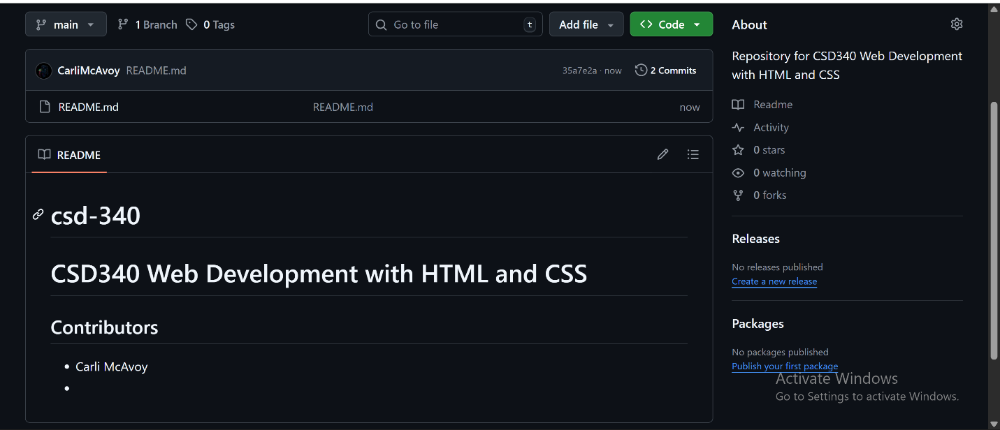 main
1 Branch
0 Tags
Go to file
t
Add file
Code
CarliMcAvoy README.md
35a7e2a · now
2 Commits
README.md
README.md
now
README
csd-340
CSD340 Web Development with HTML and CSS
Contributors
• Carli McAvoy
•
About
Repository for CSD340 Web Development
with HTML and CSS
Readme
Activity
0 stars
0 watching
0 forks
Releases
No releases published
Create a new release
Packages
No packages published
Publish your first package
Activate Windows
Go to Settings to activate Windows.